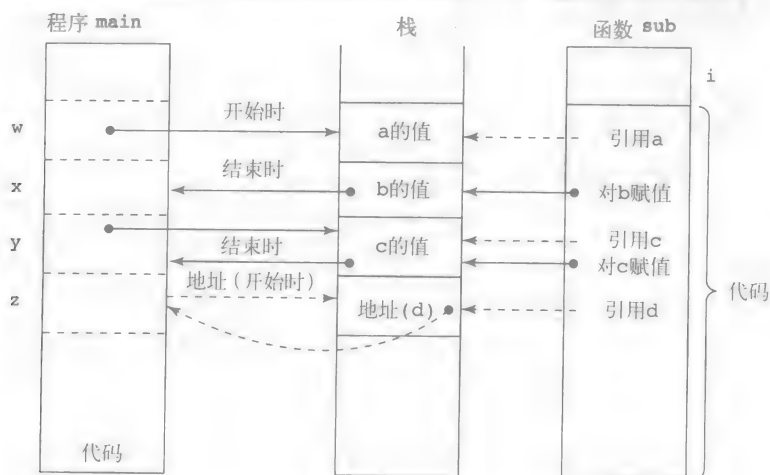 程序 main
栈
函数 sub
i
w
开始时
a的值
引用a
x
结束时
b的值
对b赋值
y
结束时
c的值
引用c
对c赋值
z
地址(开始时)
地址(d)
引用d
代码
代码